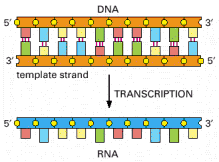 DNA
5′ 3′
3′ 5′
template strand
TRANSCRIPTION
5′ 3′
RNA